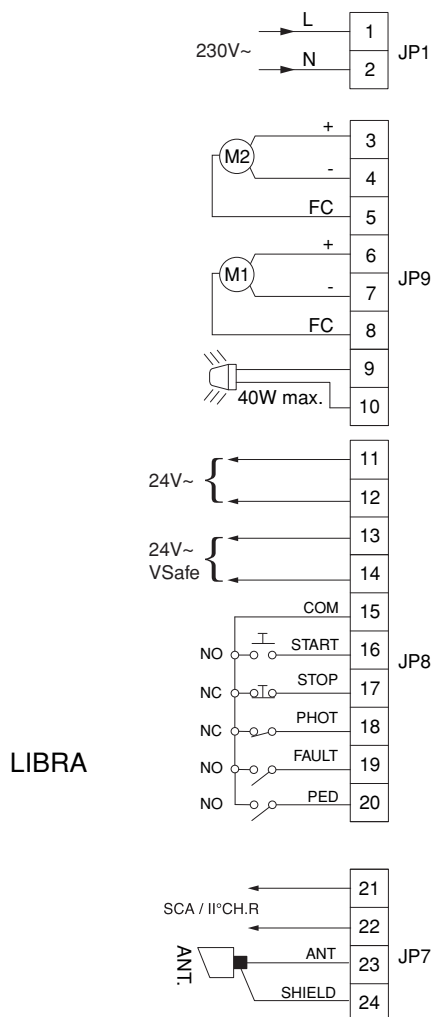 L
1
230V~
JP1
N
2
+
3
M2
-
4
FC
5
+
6
M1
-
7
JP9
FC
8
9
40W max.
10
11
24V~
12
13
24V~
VSafe
14
COM
15
NO
START
16
JP8
NC
STOP
17
NC
PHOT
18
LIBRA
NO
FAULT
19
NO
PED
20
21
SCA / II°CH.R
22
ANT.
ANT
23
JP7
SHIELD
24